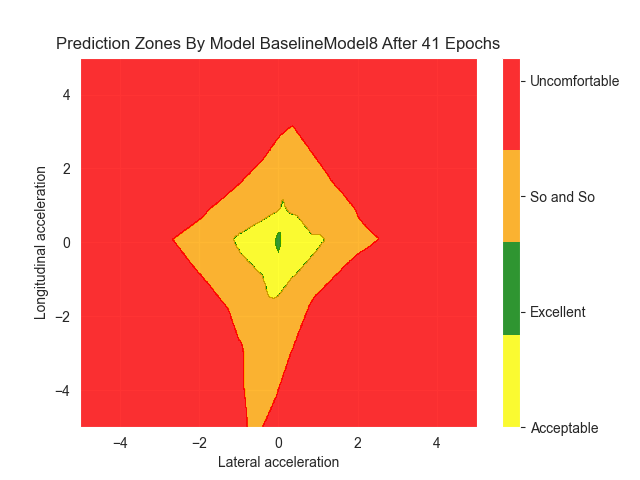 Prediction Zones By Model BaselineModel8 After 41 Epochs
Uncomfortable
So and So
Excellent
Acceptable
Longitudinal acceleration
4
2
0
−2
−4
−4 −2 0 2 4
Lateral acceleration